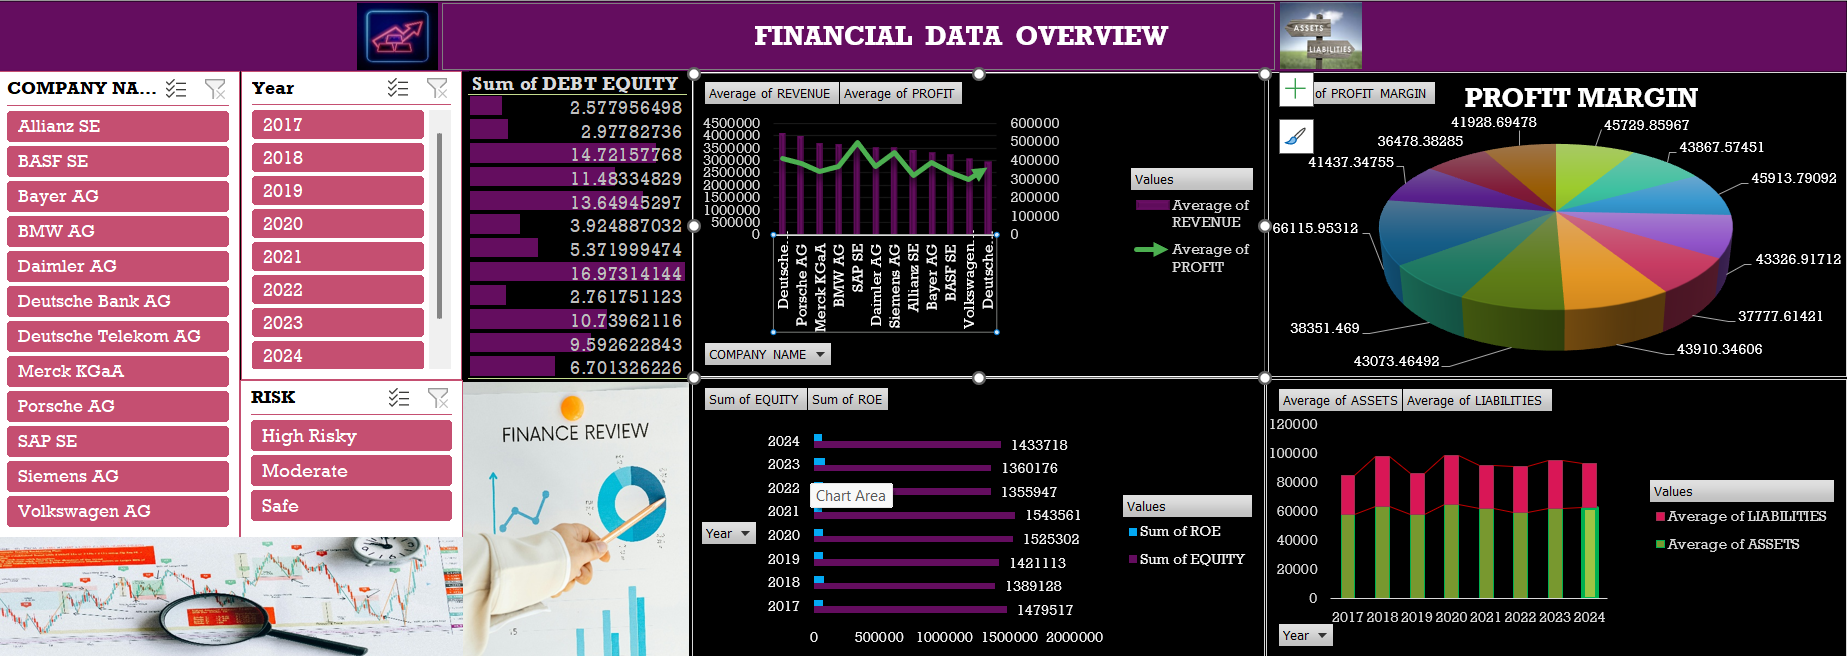 FINANCIAL DATA OVERVIEW
ASSETS
LIABILITIES
COMPANY NA...
Allianz SE
BASF SE
Bayer AG
BMW AG
Daimler AG
Deutsche Bank AG
Deutsche Telekom AG
Merck KGaA
Porsche AG
SAP SE
Siemens AG
Volkswagen AG
Year
2017
2018
2019
2020
2021
2022
2023
2024
RISK
High Risky
Moderate
Safe
Sum of DEBT EQUITY
2.577956498
2.97782736
14.72157768
11.48334829
13.64945297
3.924887032
5.371999474
16.97314144
2.761751123
10.73962116
9.592622843
6.701326226
FINANCE REVIEW
Average of REVENUE
Average of PROFIT
4500000
4000000
3500000
3000000
2500000
2000000
1500000
1000000
500000
0
600000
500000
400000
300000
200000
100000
0
Deutsche...
Porsche AG
Merck KGaA
BMW AG
SAP SE
Daimler AG
Siemens AG
Allianz SE
Bayer AG
BASF SE
Volkswagen...
Deutsche...
Values
Average of REVENUE
Average of PROFIT
COMPANY NAME
of PROFIT MARGIN
PROFIT MARGIN
41928.69478
45729.85967
36478.38285
43867.57451
41437.34755
45913.79092
66115.95312
43326.91712
38351.469
37777.61421
43073.46492
43910.34606
Sum of EQUITY
Sum of ROE
2024
1433718
2023
1360176
2022
1355947
Chart Area
2021
1543561
2020
1525302
2019
1421113
2018
1389128
2017
1479517
0
500000
1000000
1500000
2000000
Year
Values
Sum of ROE
Sum of EQUITY
Average of ASSETS
Average of LIABILITIES
120000
100000
80000
60000
40000
20000
0
2017 2018 2019 2020 2021 2022 2023 2024
Year
Values
Average of LIABILITIES
Average of ASSETS